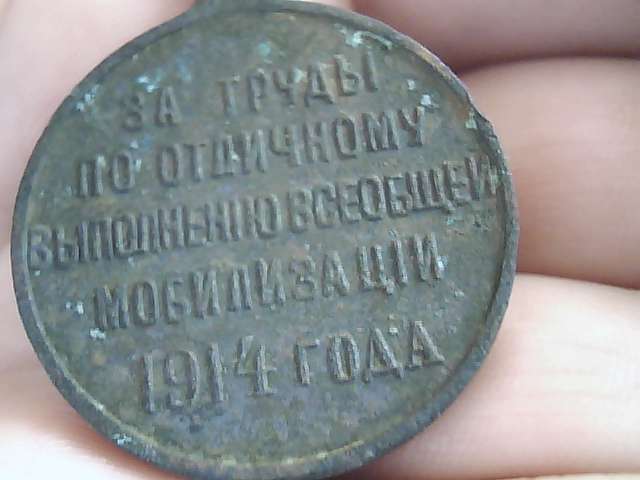 ЗА ТРУДЫ
ПО ОТЛИЧНОМУ
ВЫПОЛНЕНІЮ ВСЕОБЩЕЙ
МОБИЛИЗАЦІИ
1914 ГОДА